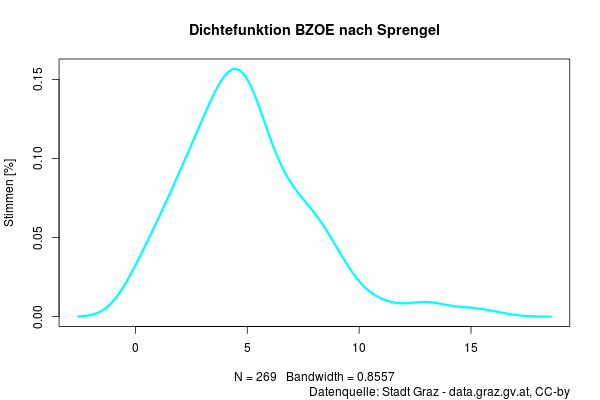 Dichtefunktion BZOE nach Sprengel
Stimmen [%]
0.15
0.10
0.05
0.00
0 5 10 15
N = 269 Bandwidth = 0.8557
Datenquelle: Stadt Graz - data.graz.gv.at, CC-by